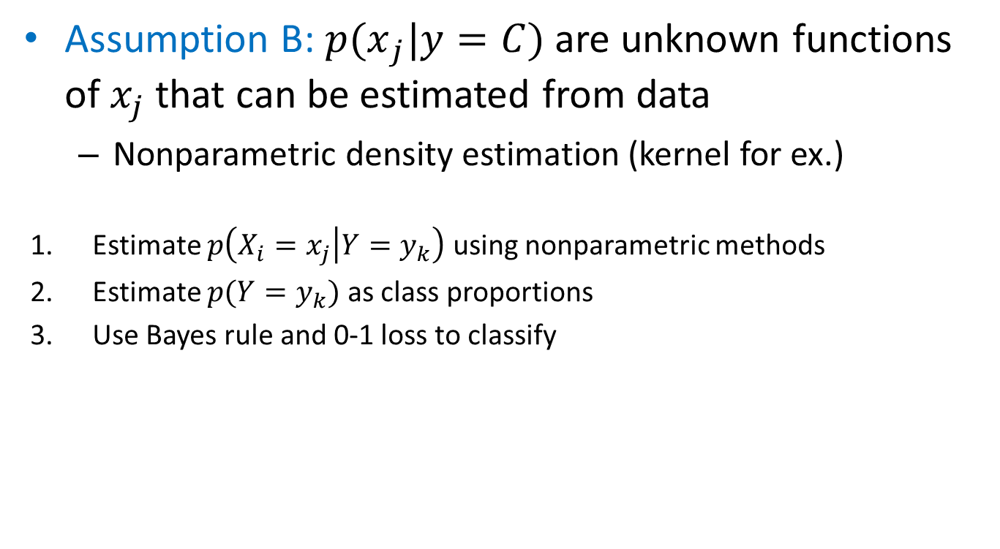 • Assumption B: p(x_j|y = C) are unknown functions
of x_j that can be estimated from data
– Nonparametric density estimation (kernel for ex.)
1. Estimate p(X_i = x_j|Y = y_k) using nonparametric methods
2. Estimate p(Y = y_k) as class proportions
3. Use Bayes rule and 0-1 loss to classify